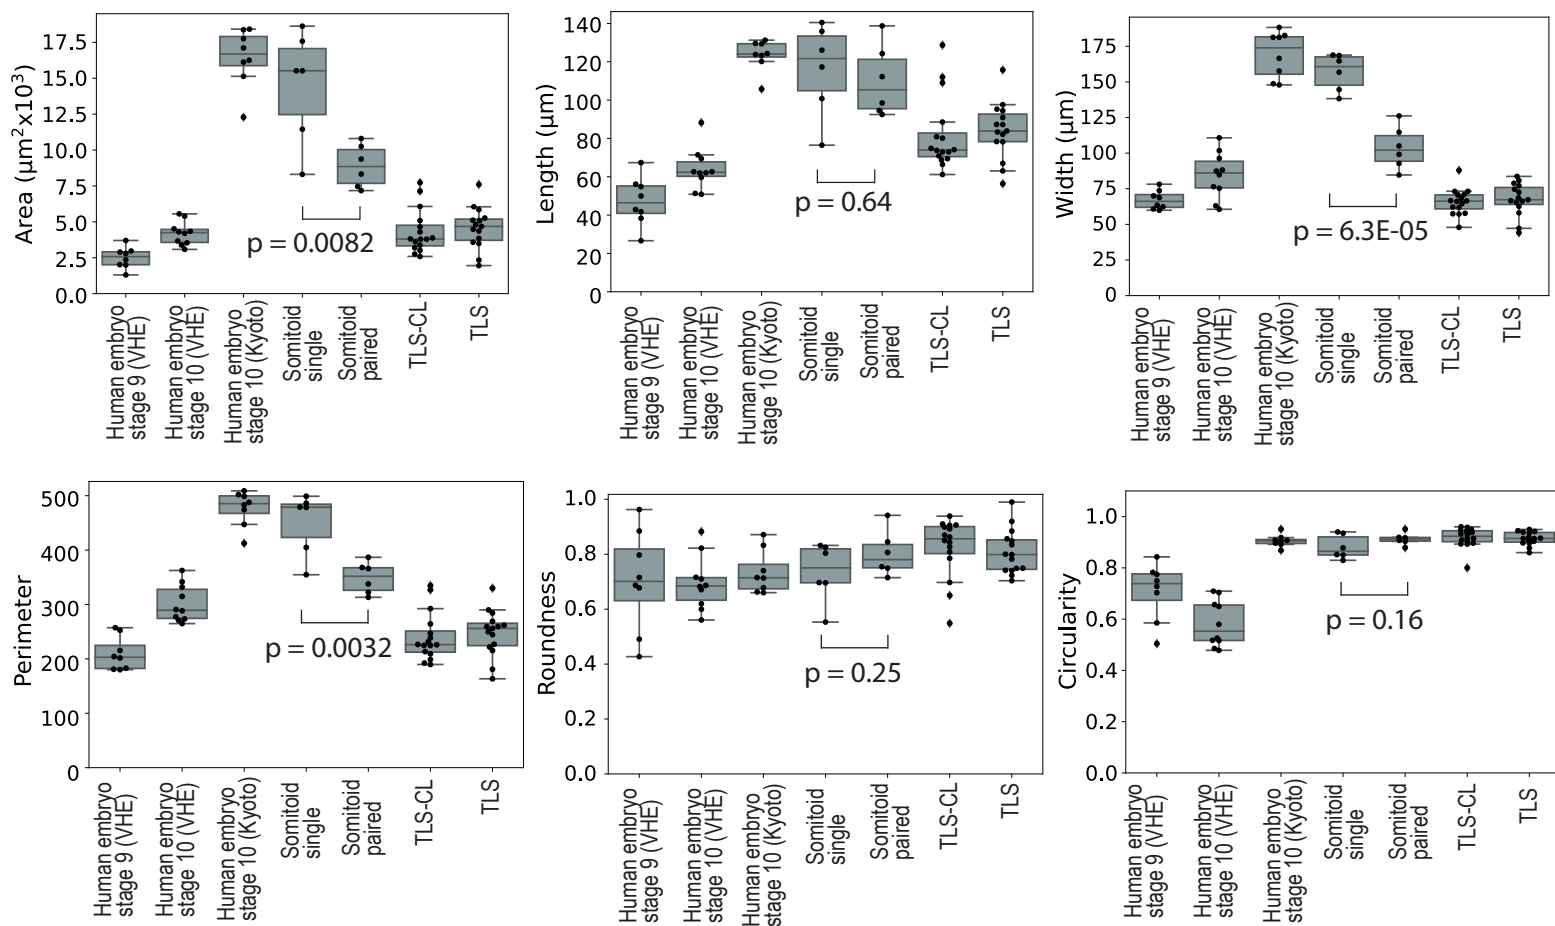 Area (μm²x10³)
17.5
15.0
12.5
10.0
7.5
5.0
2.5
0.0
p = 0.0082
Human embryo
stage 9 (VHE)
Human embryo
stage 10 (VHE)
Human embryo
stage 10 (Kyoto)
Somitoid
single
Somitoid
paired
TLS-CL
TLS
Length (μm)
140
120
100
80
60
40
20
0
p = 0.64
Human embryo
stage 9 (VHE)
Human embryo
stage 10 (VHE)
Human embryo
stage 10 (Kyoto)
Somitoid
single
Somitoid
paired
TLS-CL
TLS
Width (μm)
175
150
125
100
75
50
25
0
p = 6.3E-05
Human embryo
stage 9 (VHE)
Human embryo
stage 10 (VHE)
Human embryo
stage 10 (Kyoto)
Somitoid
single
Somitoid
paired
TLS-CL
TLS
Perimeter
500
400
300
200
100
0
p = 0.0032
Human embryo
stage 9 (VHE)
Human embryo
stage 10 (VHE)
Human embryo
stage 10 (Kyoto)
Somitoid
single
Somitoid
paired
TLS-CL
TLS
Roundness
1.0
0.8
0.6
0.4
0.2
0.0
p = 0.25
Human embryo
stage 9 (VHE)
Human embryo
stage 10 (VHE)
Human embryo
stage 10 (Kyoto)
Somitoid
single
Somitoid
paired
TLS-CL
TLS
Circularity
1.0
0.8
0.6
0.4
0.2
0.0
p = 0.16
Human embryo
stage 9 (VHE)
Human embryo
stage 10 (VHE)
Human embryo
stage 10 (Kyoto)
Somitoid
single
Somitoid
paired
TLS-CL
TLS